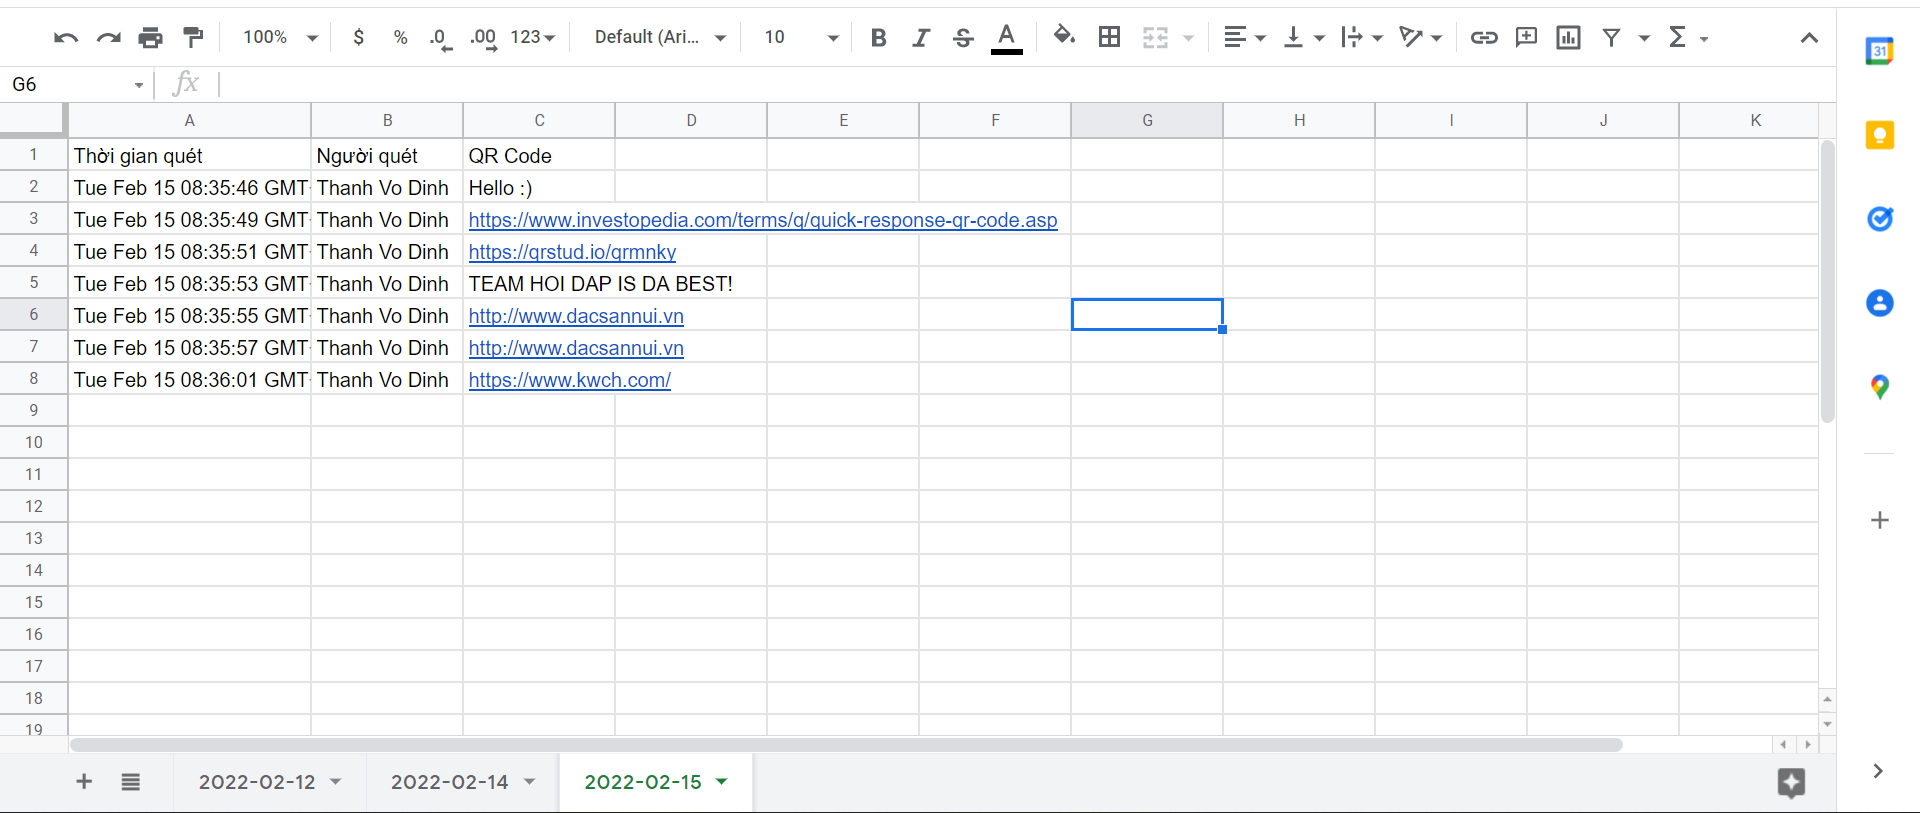 100% $ % .0 .00 123 Default (Ari... 10 B I S A Σ
31
G6 fx
A B C D E F G H I J K
1 Thời gian quét Người quét QR Code
2 Tue Feb 15 08:35:46 GMT Thanh Vo Dinh Hello :)
3 Tue Feb 15 08:35:49 GMT Thanh Vo Dinh https://www.investopedia.com/terms/q/quick-response-qr-code.asp
4 Tue Feb 15 08:35:51 GMT Thanh Vo Dinh https://qrstud.io/qrmnky
5 Tue Feb 15 08:35:53 GMT Thanh Vo Dinh TEAM HOI DAP IS DA BEST!
6 Tue Feb 15 08:35:55 GMT Thanh Vo Dinh http://www.dacsannui.vn
7 Tue Feb 15 08:35:57 GMT Thanh Vo Dinh http://www.dacsannui.vn
8 Tue Feb 15 08:36:01 GMT Thanh Vo Dinh https://www.kwch.com/
9
10
11
12
13
14
15
16
17
18
19
2022-02-12 2022-02-14 2022-02-15